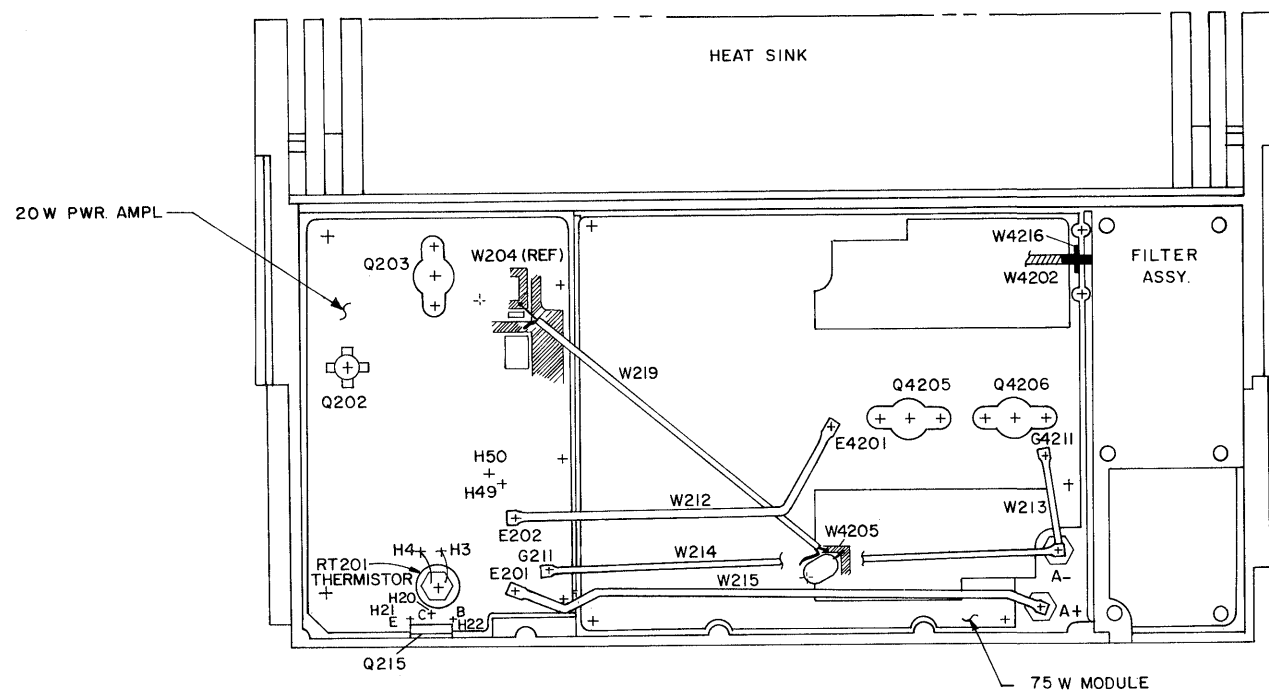 HEAT SINK
20 W PWR. AMPL
Q203
W204 (REF)
W4216
W4202
FILTER
ASSY.
Q202
W219
Q4205
Q4206
E4201
G4211
H50
H49
W212
W213
E202
W4205
H4
H3
G211
W214
RT201
THERMISTOR
E201
W215
A-
H20
H21
C
B
E
H22
A+
Q215
75 W MODULE